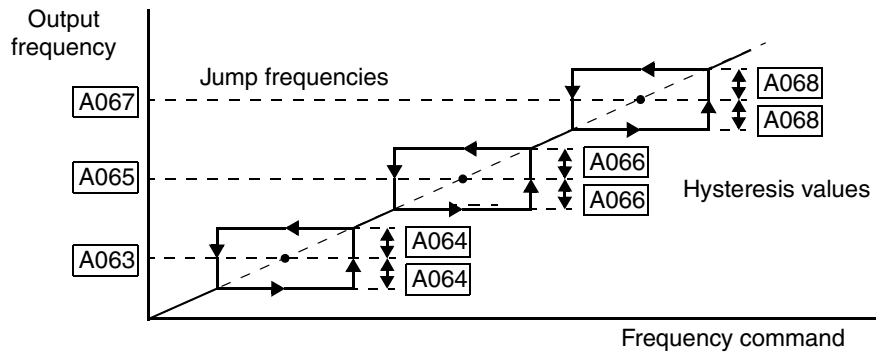 Output
frequency
Jump frequencies
A067
A068
A068
A065
A066
A066
Hysteresis values
A063
A064
A064
Frequency command